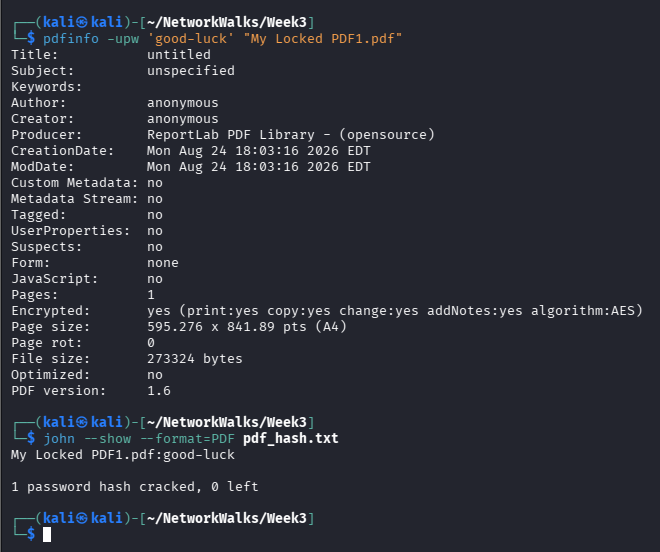 ┌──(kali㉿kali)-[~/NetworkWalks/Week3]
└─$ pdfinfo -upw 'good-luck' "My Locked PDF1.pdf"
Title:           untitled
Subject:         unspecified
Keywords:
Author:          anonymous
Creator:         anonymous
Producer:        ReportLab PDF Library - (opensource)
CreationDate:    Mon Aug 24 18:03:16 2026 EDT
ModDate:         Mon Aug 24 18:03:16 2026 EDT
Custom Metadata: no
Metadata Stream: no
Tagged:          no
UserProperties:  no
Suspects:        no
Form:            none
JavaScript:      no
Pages:           1
Encrypted:       yes (print:yes copy:yes change:yes addNotes:yes algorithm:AES)
Page size:       595.276 x 841.89 pts (A4)
Page rot:        0
File size:       273324 bytes
Optimized:       no
PDF version:     1.6
┌──(kali㉿kali)-[~/NetworkWalks/Week3]
└─$ john --show --format=PDF pdf_hash.txt
My Locked PDF1.pdf:good-luck
1 password hash cracked, 0 left
┌──(kali㉿kali)-[~/NetworkWalks/Week3]
└─$